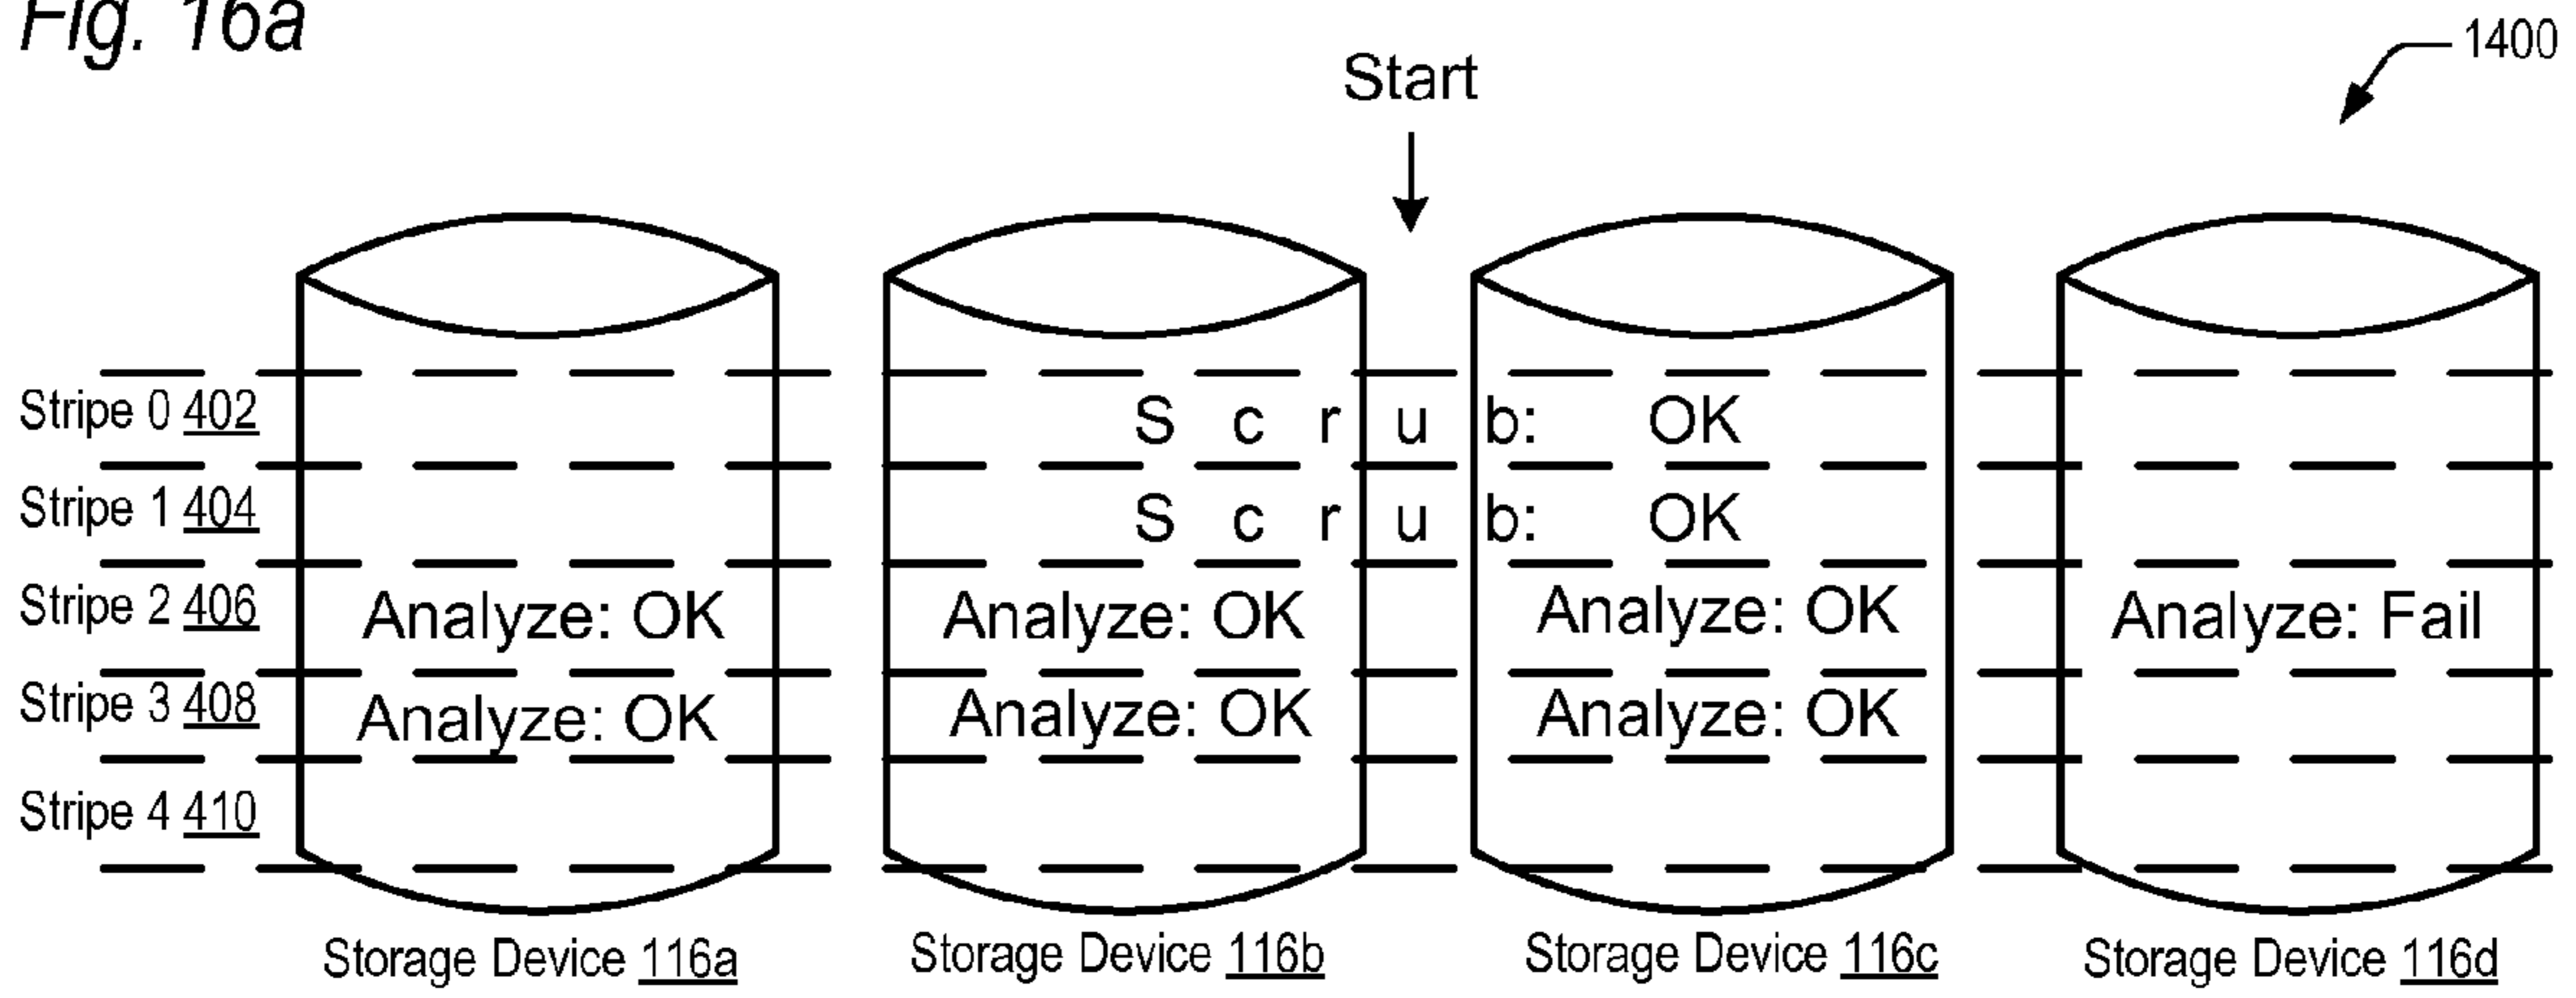 Fig. 16a
1400
Start
Stripe 0 402 S c r u b: OK
Stripe 1 404 S c r u b: OK
Stripe 2 406 Analyze: OK Analyze: OK Analyze: OK Analyze: Fail
Stripe 3 408 Analyze: OK Analyze: OK Analyze: OK
Stripe 4 410
Storage Device 116a Storage Device 116b Storage Device 116c Storage Device 116d